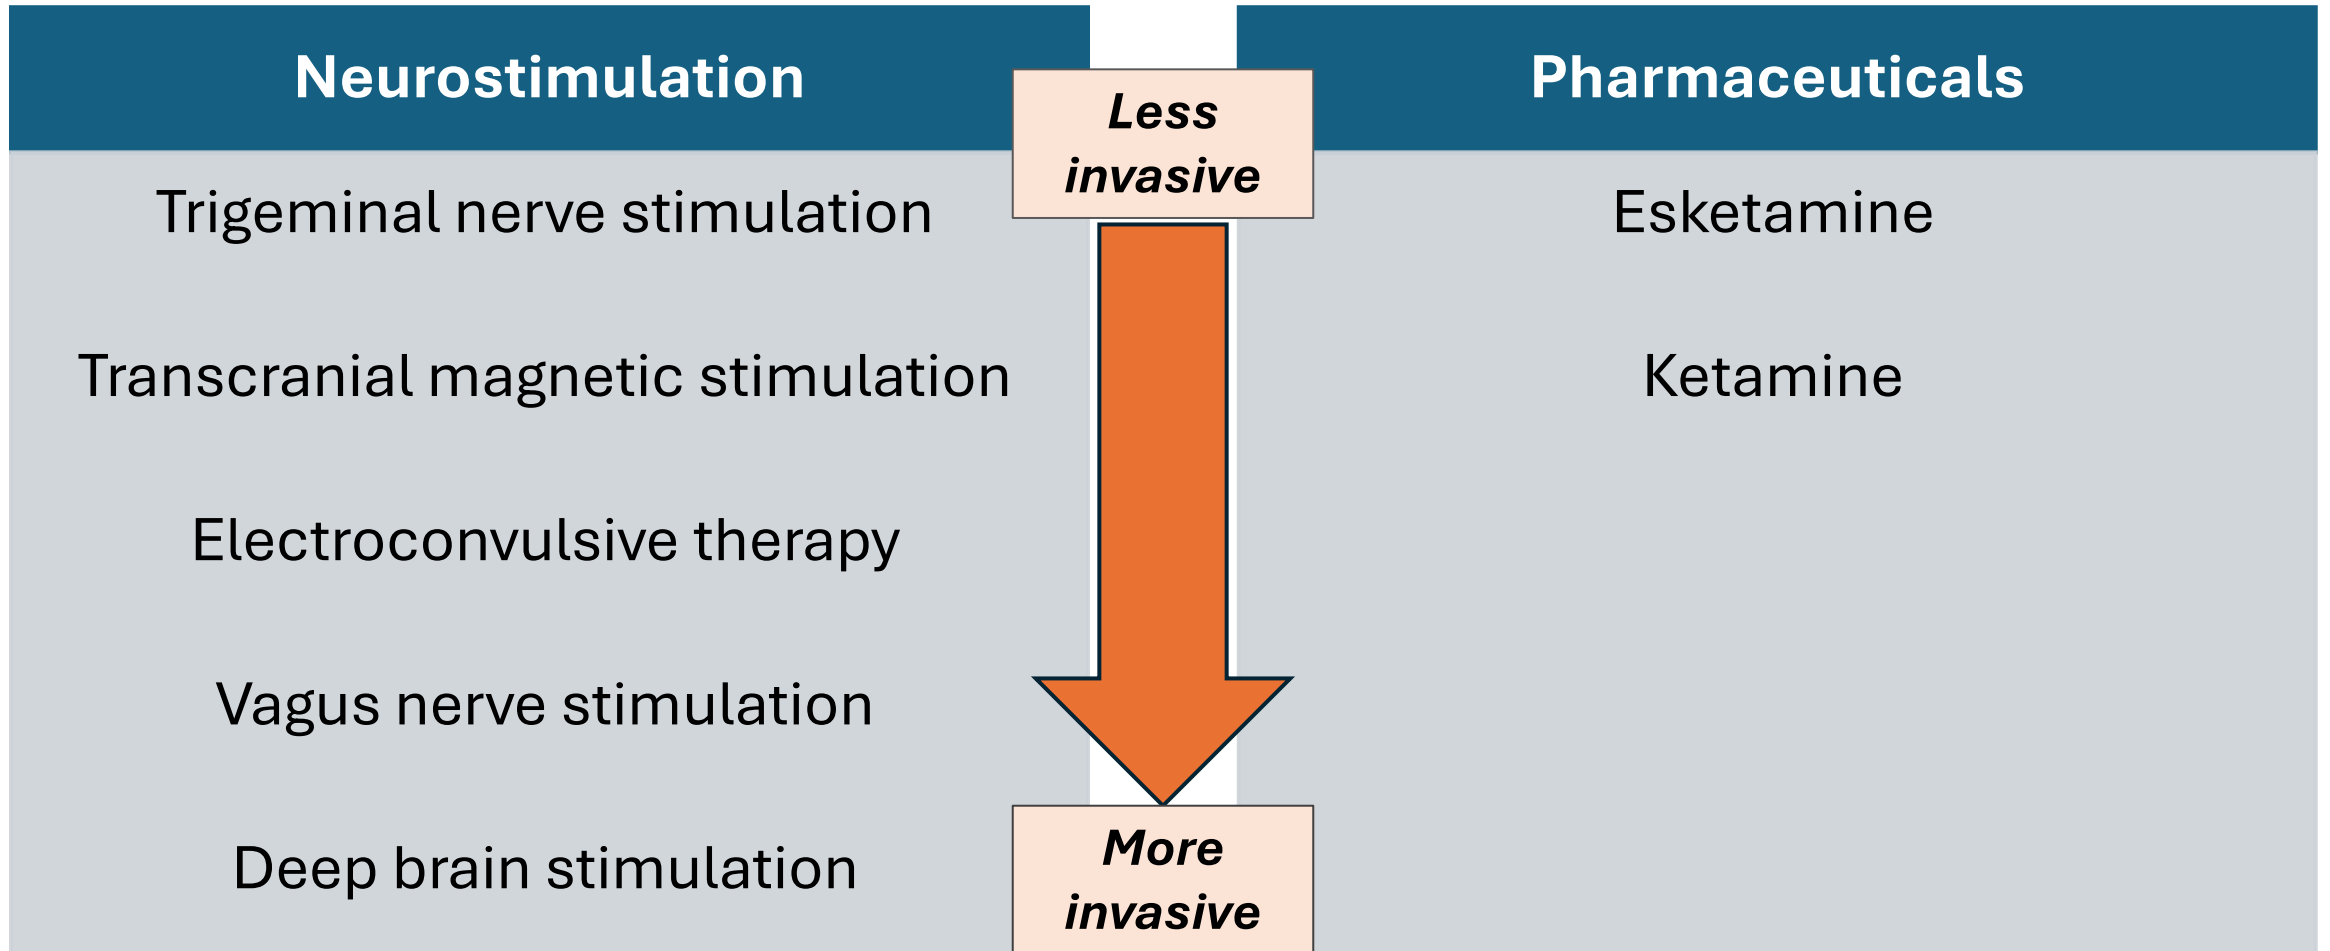 Neurostimulation
Pharmaceuticals
Less
invasive
Trigeminal nerve stimulation
Esketamine
Transcranial magnetic stimulation
Ketamine
Electroconvulsive therapy
Vagus nerve stimulation
Deep brain stimulation
More
invasive